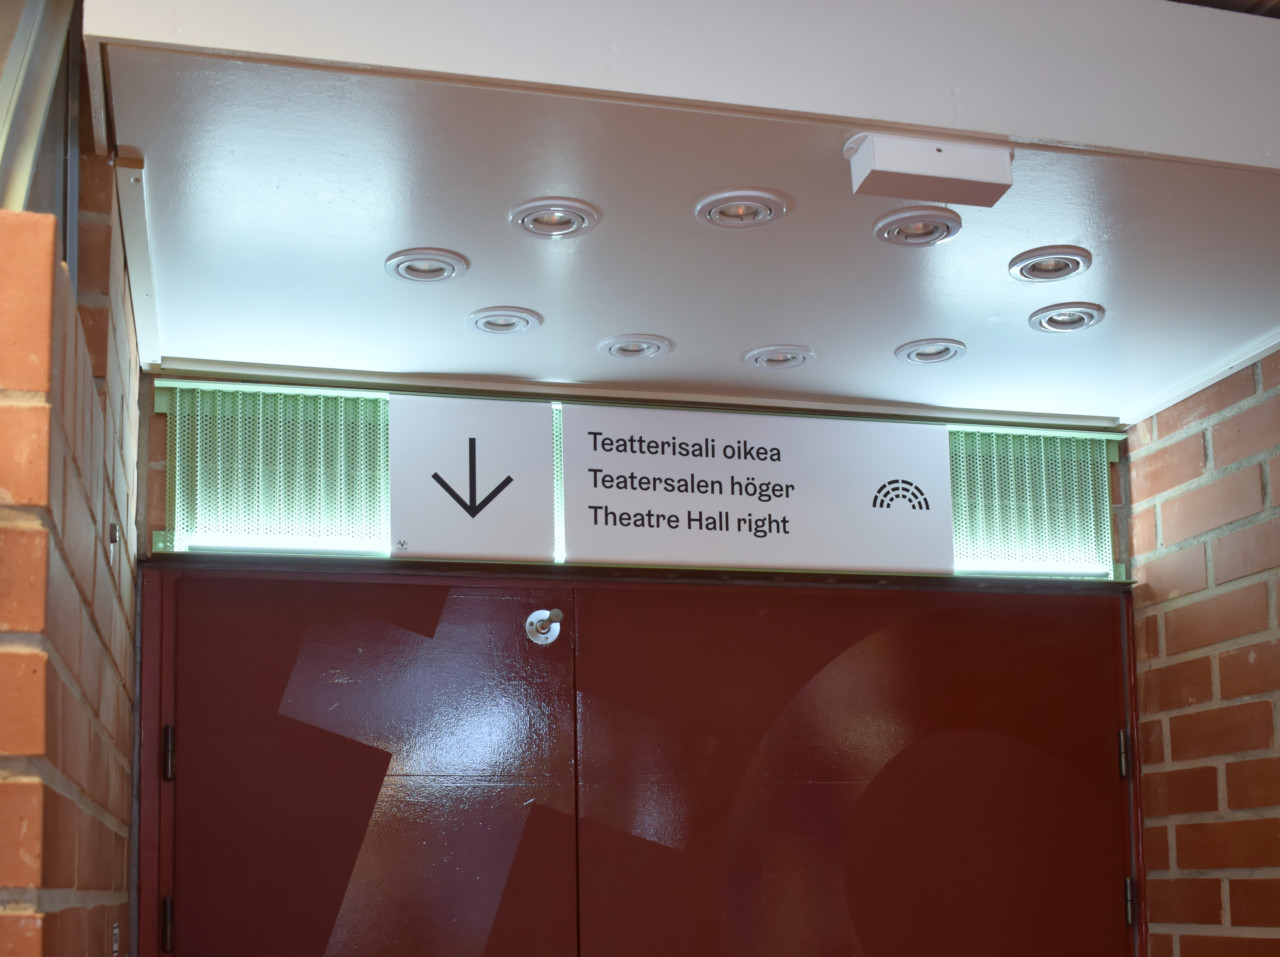 Teatterisali oikea
Teatersalen höger
Theatre Hall right